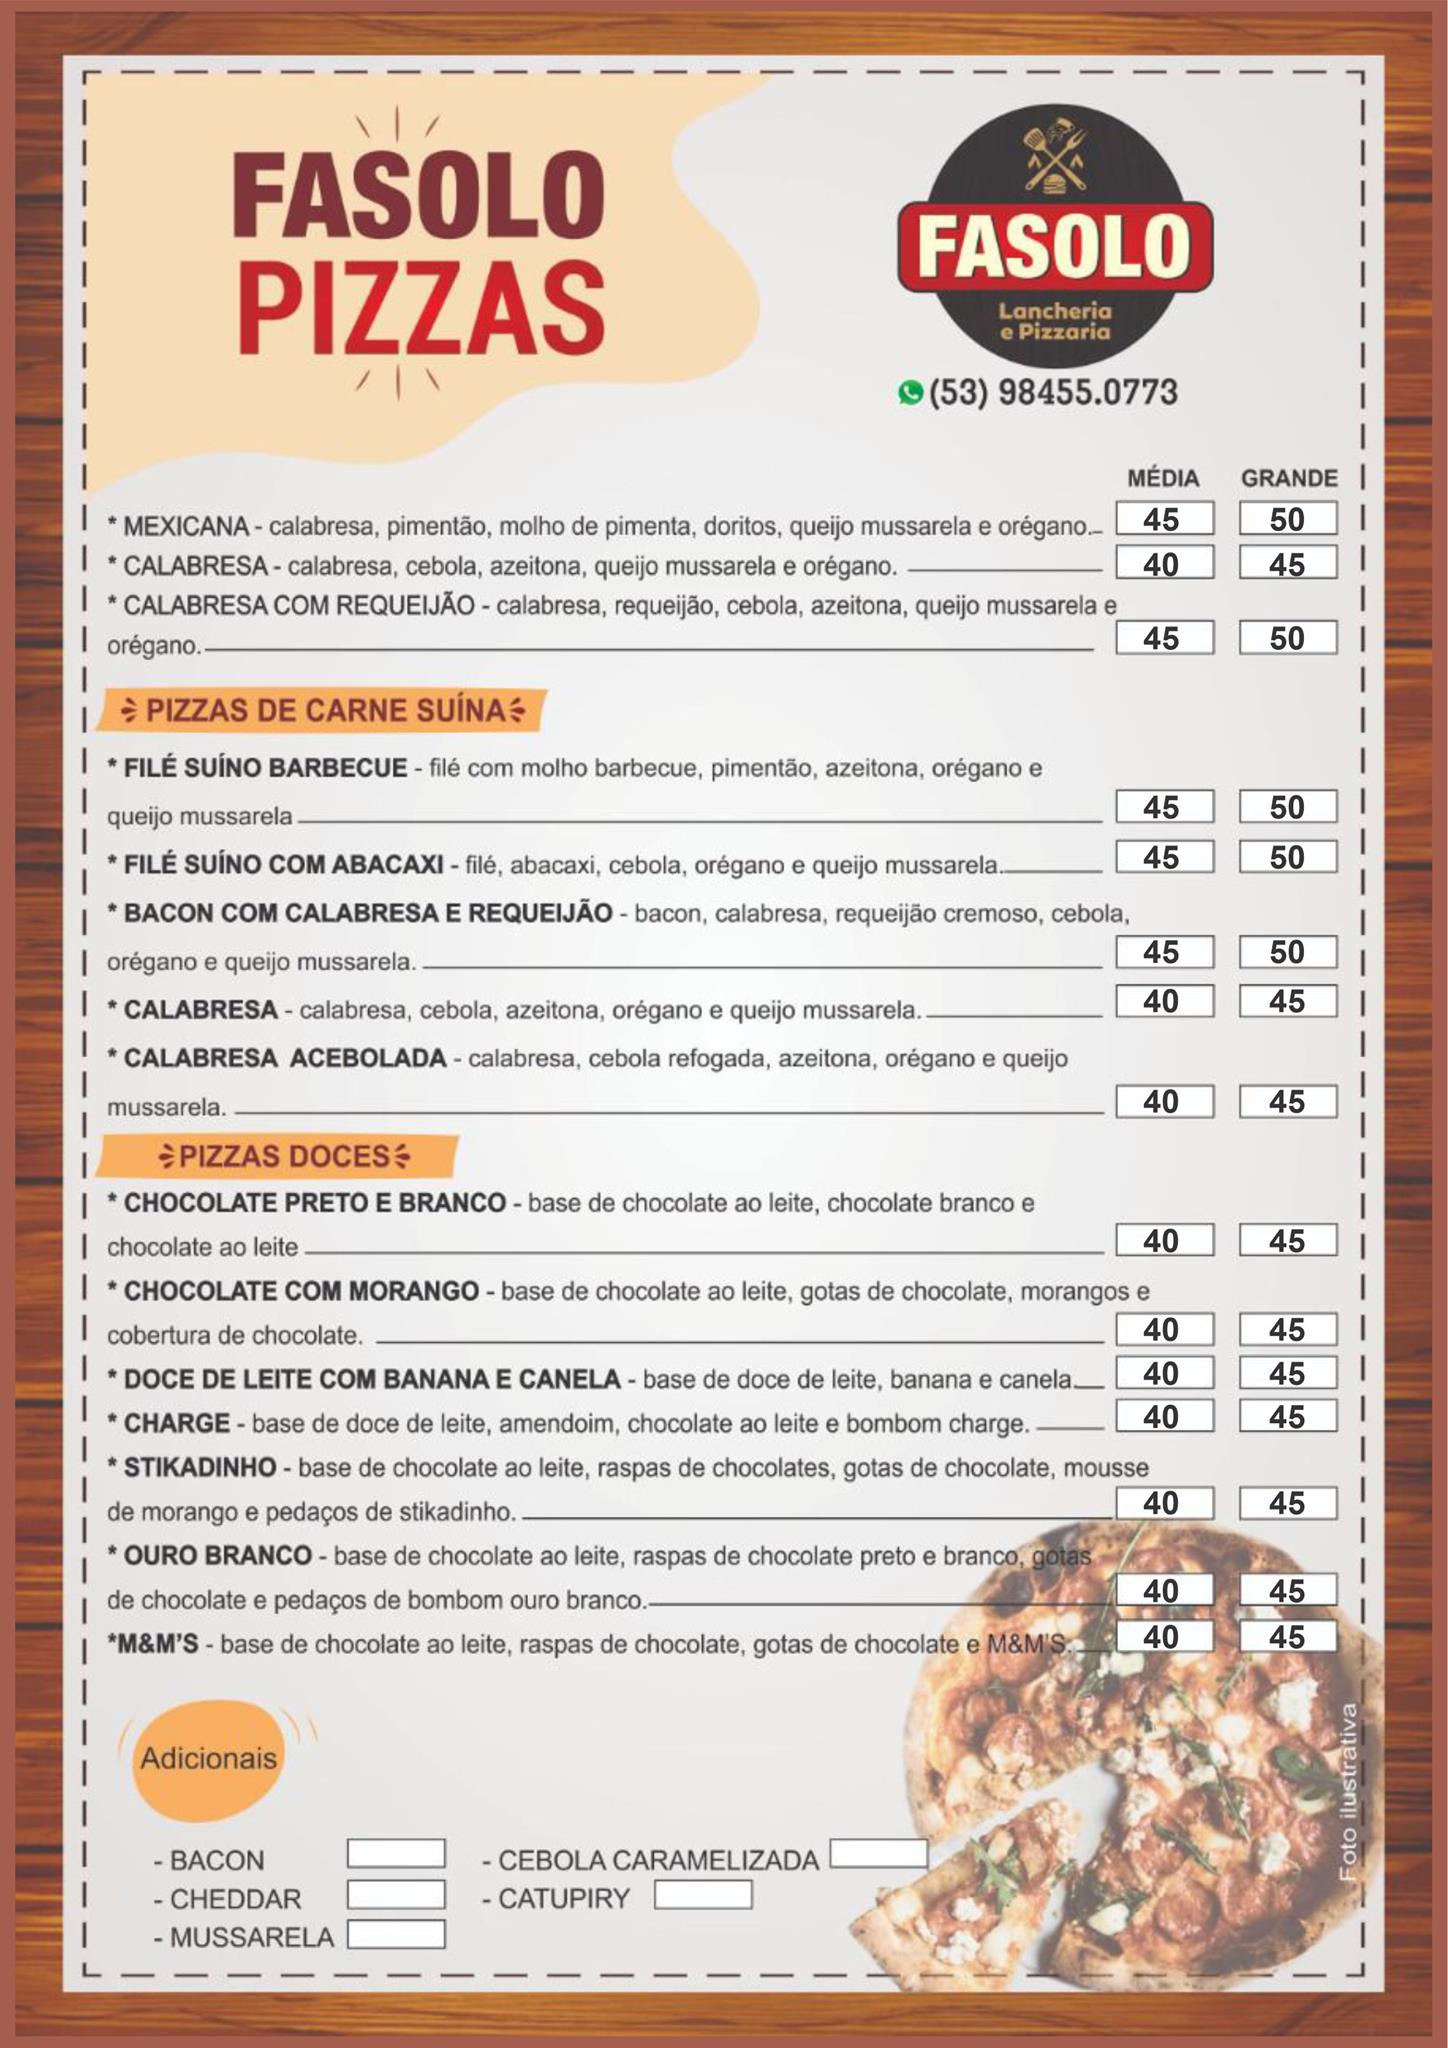 FASOLO
PIZZAS
FASOLO
Lancheria
e Pizzaria
(53) 98455.0773
MÉDIA GRANDE
* MEXICANA - calabresa, pimentão, molho de pimenta, doritos, queijo mussarela e orégano. 45 50
* CALABRESA - calabresa, cebola, azeitona, queijo mussarela e orégano. 40 45
* CALABRESA COM REQUEIJÃO - calabresa, requeijão, cebola, azeitona, queijo mussarela e
orégano. 45 50
PIZZAS DE CARNE SUÍNA
* FILÉ SUÍNO BARBECUE - filé com molho barbecue, pimentão, azeitona, orégano e
queijo mussarela 45 50
* FILÉ SUÍNO COM ABACAXI - filé, abacaxi, cebola, orégano e queijo mussarela. 45 50
* BACON COM CALABRESA E REQUEIJÃO - bacon, calabresa, requeijão cremoso, cebola,
orégano e queijo mussarela. 45 50
* CALABRESA - calabresa, cebola, azeitona, orégano e queijo mussarela. 40 45
* CALABRESA ACEBOLADA - calabresa, cebola refogada, azeitona, orégano e queijo
mussarela. 40 45
PIZZAS DOCES
* CHOCOLATE PRETO E BRANCO - base de chocolate ao leite, chocolate branco e
chocolate ao leite 40 45
* CHOCOLATE COM MORANGO - base de chocolate ao leite, gotas de chocolate, morangos e
cobertura de chocolate. 40 45
* DOCE DE LEITE COM BANANA E CANELA - base de doce de leite, banana e canela. 40 45
* CHARGE - base de doce de leite, amendoim, chocolate ao leite e bombom charge. 40 45
* STIKADINHO - base de chocolate ao leite, raspas de chocolates, gotas de chocolate, mousse
de morango e pedaços de stikadinho. 40 45
* OURO BRANCO - base de chocolate ao leite, raspas de chocolate preto e branco, gotas
de chocolate e pedaços de bombom ouro branco. 40 45
*M&M'S - base de chocolate ao leite, raspas de chocolate, gotas de chocolate e M&M'S. 40 45
Adicionais
- BACON - CEBOLA CARAMELIZADA
- CHEDDAR - CATUPIRY
- MUSSARELA
Foto ilustrativa